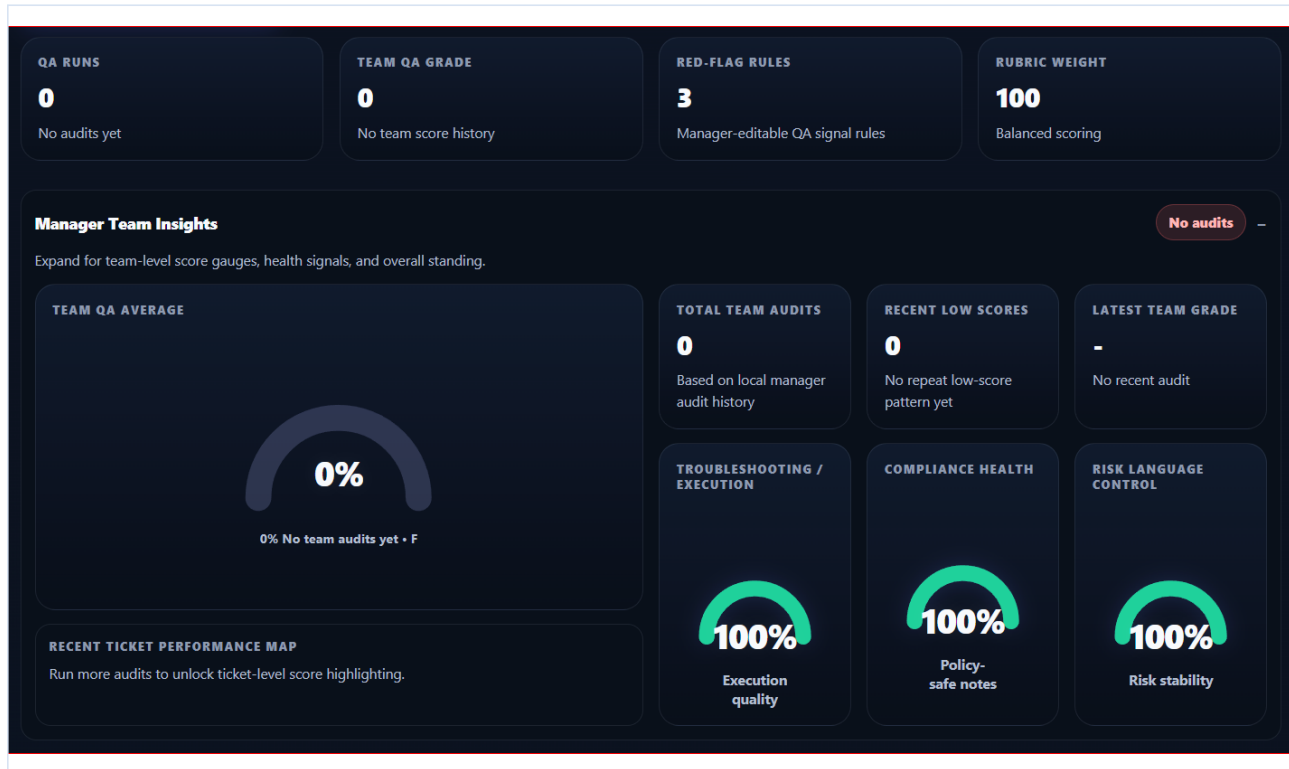 QA RUNS
0
No audits yet
TEAM QA GRADE
0
No team score history
RED-FLAG RULES
3
Manager-editable QA signal rules
RUBRIC WEIGHT
100
Balanced scoring
Manager Team Insights
No audits
–
Expand for team-level score gauges, health signals, and overall standing.
TEAM QA AVERAGE
0%
0% No team audits yet • F
TOTAL TEAM AUDITS
0
Based on local manager
audit history
RECENT LOW SCORES
0
No repeat low-score
pattern yet
LATEST TEAM GRADE
-
No recent audit
TROUBLESHOOTING /
EXECUTION
100%
Execution
quality
COMPLIANCE HEALTH
100%
Policy-
safe notes
RISK LANGUAGE
CONTROL
100%
Risk stability
RECENT TICKET PERFORMANCE MAP
Run more audits to unlock ticket-level score highlighting.